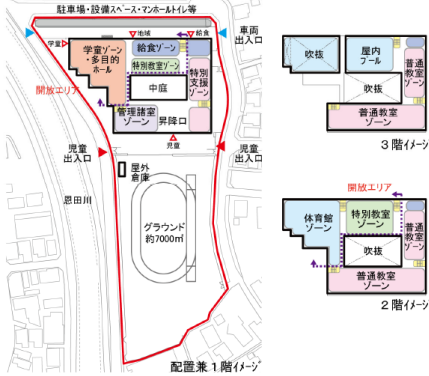 駐車場・設備スペース・マンホールトイレ等
車両
出入口
学童
地域
給食
学童ゾーン
・多目的
ホール
給食ゾーン
特別教室ゾーン
特別
支援
ゾーン
開放エリア
中庭
管理諸室
ゾーン
昇降口
児童
児童
出入口
児童
出入口
屋外
倉庫
恩田川
グラウンド
約7000㎡
配置兼1階イメージ
吹抜
屋内
プール
普通
教室
ゾーン
吹抜
普通教室
ゾーン
3階イメージ
開放エリア
体育館
ゾーン
特別教室
ゾーン
普通
教室
ゾーン
吹抜
普通教室
ゾーン
2階イメージ